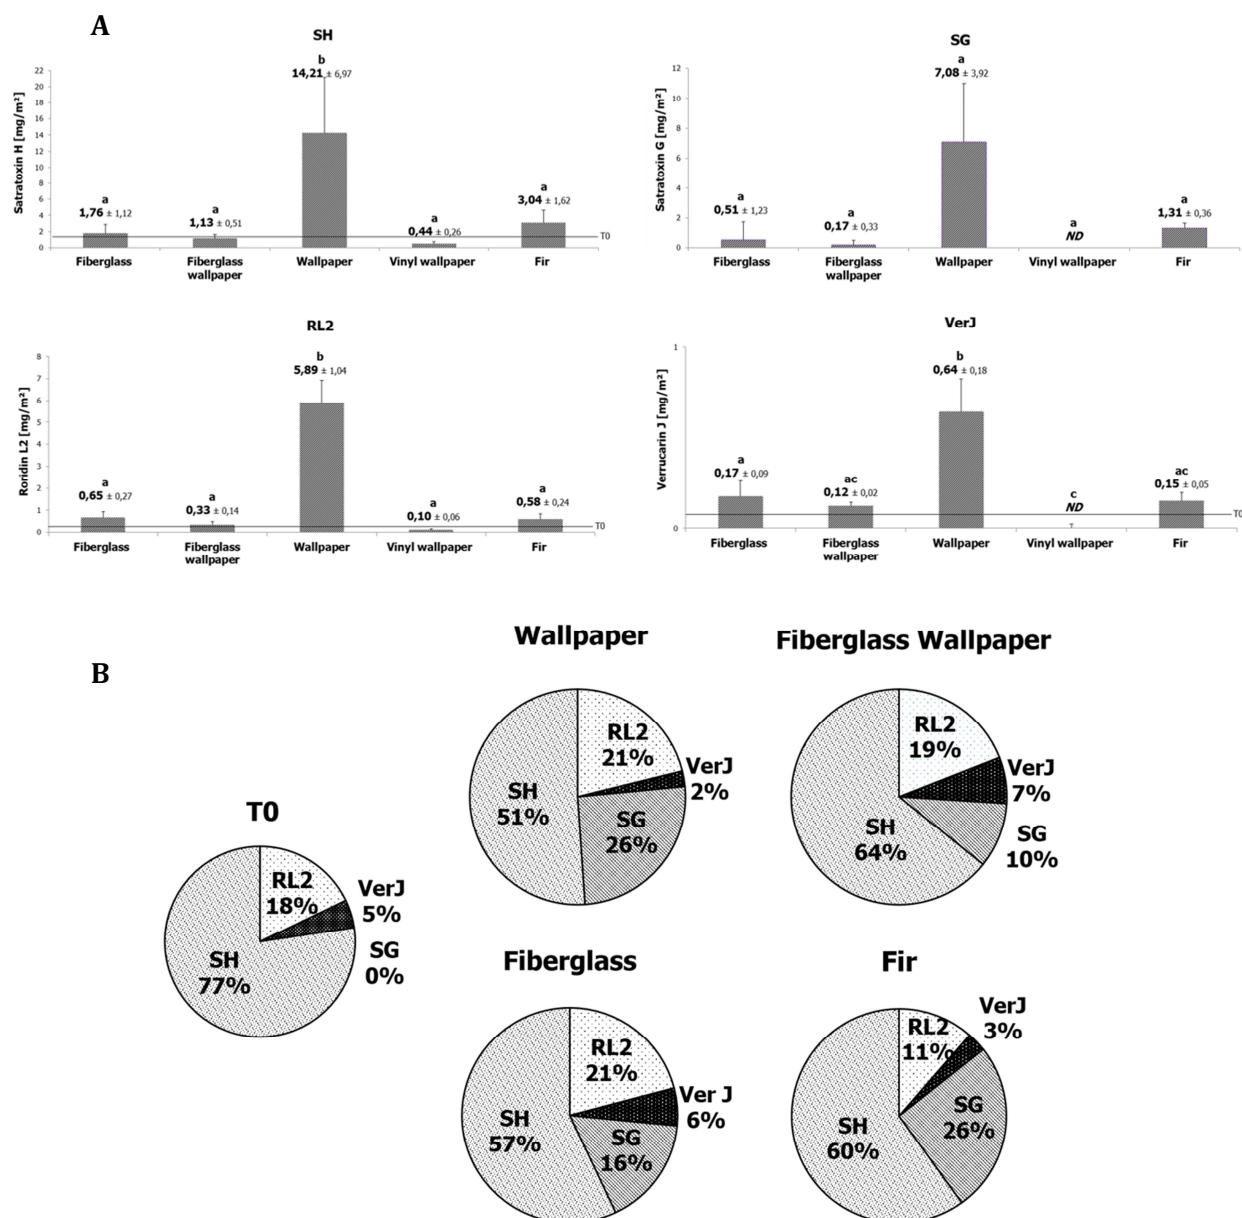 A
SH
Satratoxin H [mg/m²]
22
20
18
16
14
12
10
8
6
4
2
0
a
1,76 ± 1,12
a
1,13 ± 0,51
b
14,21 ± 6,97
a
0,44 ± 0,26
a
3,04 ± 1,62
T0
Fiberglass
Fiberglass
wallpaper
Wallpaper
Vinyl wallpaper
Fir
SG
Satratoxin G [mg/m²]
12
10
8
6
4
2
0
a
0,51 ± 1,23
a
0,17 ± 0,33
a
7,08 ± 3,92
a
ND
a
1,31 ± 0,36
Fiberglass
Fiberglass
wallpaper
Wallpaper
Vinyl wallpaper
Fir
RL2
Roridin L2 [mg/m²]
8
7
6
5
4
3
2
1
0
a
0,65 ± 0,27
a
0,33 ± 0,14
b
5,89 ± 1,04
a
0,10 ± 0,06
a
0,58 ± 0,24
T0
Fiberglass
Fiberglass
wallpaper
Wallpaper
Vinyl wallpaper
Fir
VerJ
Verrucarin J [mg/m²]
1
0
a
0,17 ± 0,09
ac
0,12 ± 0,02
b
0,64 ± 0,18
c
ND
ac
0,15 ± 0,05
T0
Fiberglass
Fiberglass
wallpaper
Wallpaper
Vinyl wallpaper
Fir
B
T0
RL2
18%
VerJ
5%
SG
0%
SH
77%
Wallpaper
RL2
21%
VerJ
2%
SG
26%
SH
51%
Fiberglass Wallpaper
RL2
19%
VerJ
7%
SG
10%
SH
64%
Fiberglass
RL2
21%
Ver J
6%
SG
16%
SH
57%
Fir
RL2
11%
VerJ
3%
SG
26%
SH
60%